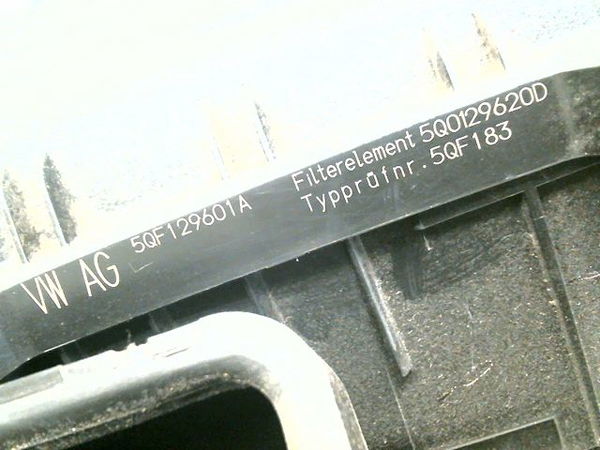 VW AG 5QF129601A
Filterelement 5Q0129620D
Typprüfnr. 5QF183